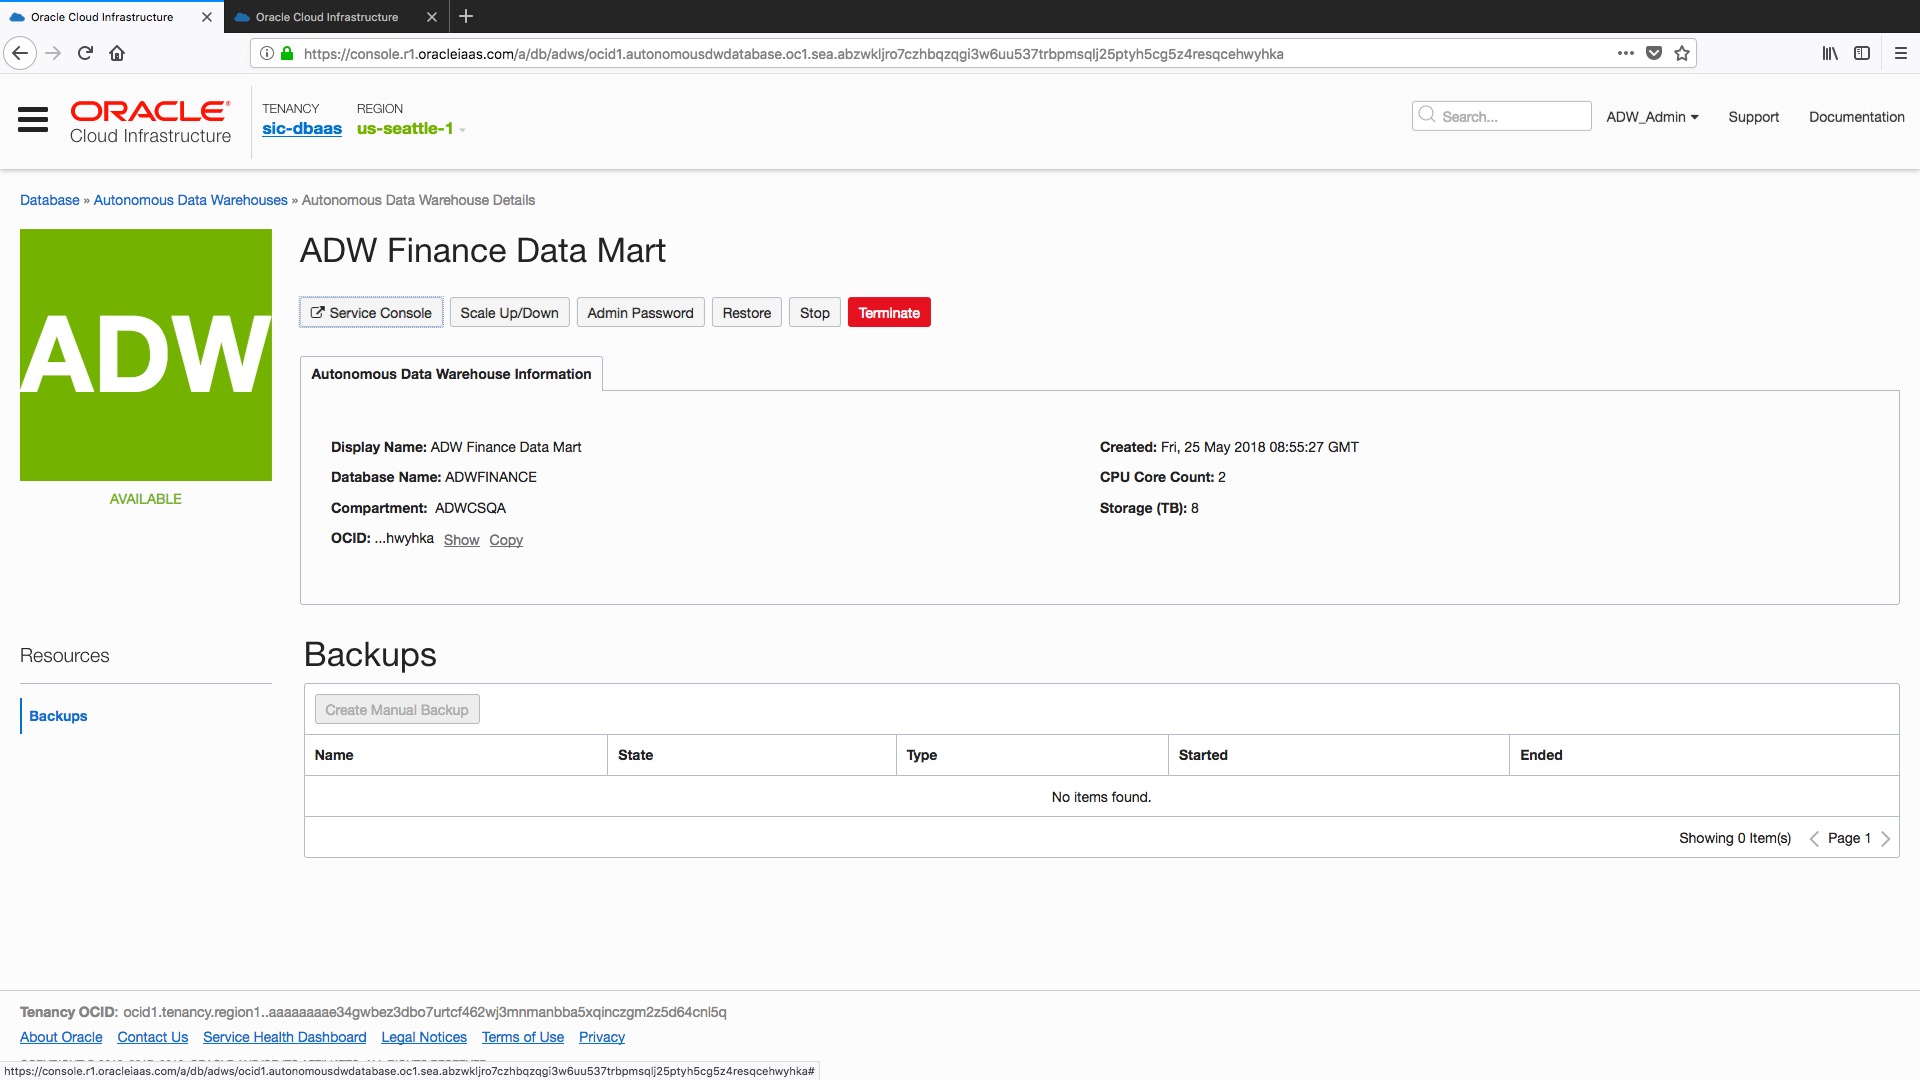 Oracle Cloud Infrastructure
Oracle Cloud Infrastructure
https://console.r1.oracleiaas.com/a/db/adws/ocid1.autonomousdwdatabase.oc1.sea.abzwkljro7czhbqzqgi3w6uu537trbpmsqlj25ptyh5cg5z4resqcehwyhka
ORACLE
Cloud Infrastructure
TENANCY
sic-dbaas
REGION
us-seattle-1
Search...
ADW_Admin
Support
Documentation
Database » Autonomous Data Warehouses » Autonomous Data Warehouse Details
ADW
AVAILABLE
ADW Finance Data Mart
Service Console
Scale Up/Down
Admin Password
Restore
Stop
Terminate
Autonomous Data Warehouse Information
Display Name: ADW Finance Data Mart
Database Name: ADWFINANCE
Compartment: ADWCSQA
OCID: ...hwyhka Show Copy
Created: Fri, 25 May 2018 08:55:27 GMT
CPU Core Count: 2
Storage (TB): 8
Resources
Backups
Backups
Create Manual Backup
Name State Type Started Ended
No items found.
Showing 0 Item(s) Page 1
Tenancy OCID: ocid1.tenancy.region1..aaaaaaaae34gwbez3dbo7urtcf462wj3mnmanbba5xqinczgm2z5d64cnl5q
About Oracle Contact Us Service Health Dashboard Legal Notices Terms of Use Privacy
https://console.r1.oracleiaas.com/a/db/adws/ocid1.autonomousdwdatabase.oc1.sea.abzwkljro7czhbqzqgi3w6uu537trbpmsqlj25ptyh5cg5z4resqcehwyhka#